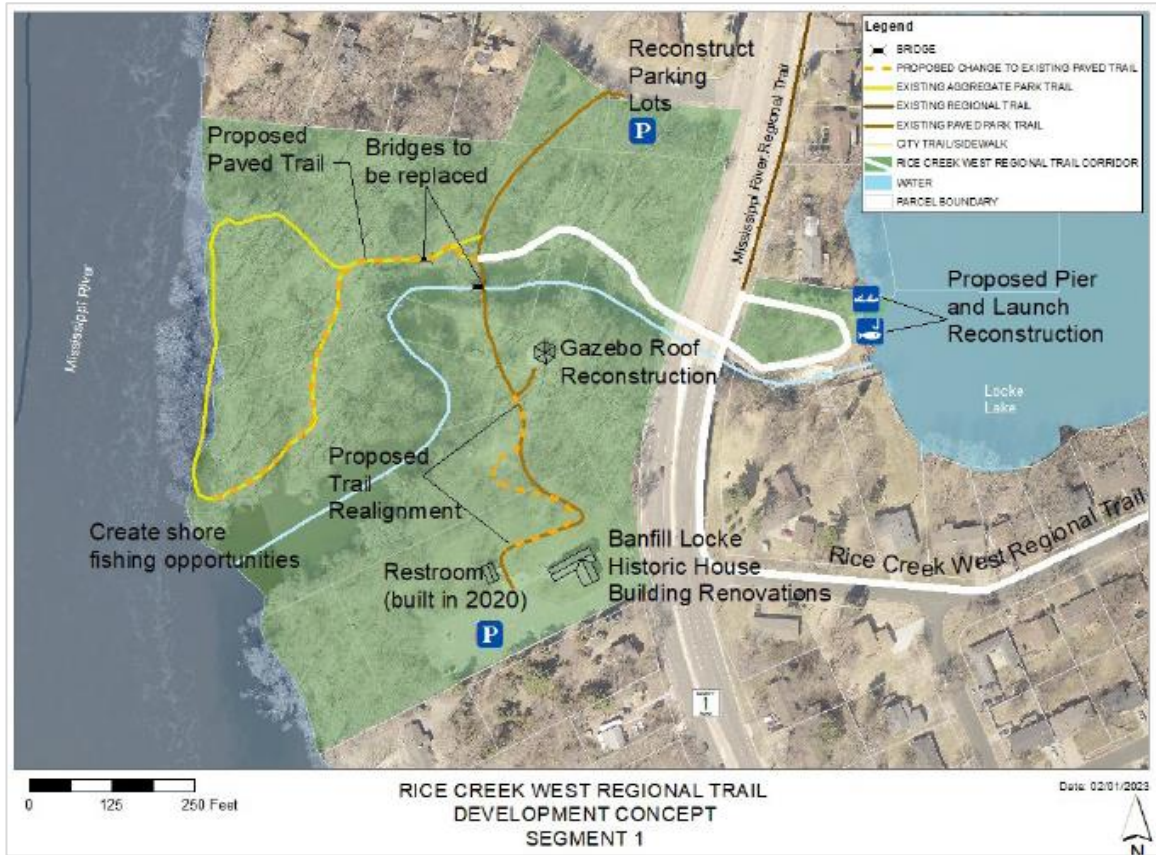 Reconstruct
Parking
Lots
P
Proposed
Paved Trail
Bridges to
be replaced
Mississippi River Regional Trail
Legend
BRIDGE
PROPOSED CHANGE TO EXISTING PAVED TRAIL
EXISTING AGGREGATE PARK TRAIL
EXISTING REGIONAL TRAIL
EXISTING PAVED PARK TRAIL
CITY TRAIL/SIDEWALK
RICE CREEK WEST REGIONAL TRAIL CORRIDOR
WATER
PARCEL BOUNDARY
Mississippi River
Proposed Pier
and Launch
Reconstruction
Gazebo Roof
Reconstruction
Locke
Lake
Proposed
Trail
Realignment
Create shore
fishing opportunities
Restroom
(built in 2020)
P
Banfill Locke
Historic House
Building Renovations
Rice Creek West Regional Trail
1
0 125 250 Feet
RICE CREEK WEST REGIONAL TRAIL
DEVELOPMENT CONCEPT
SEGMENT 1
Date: 02/01/2023
N